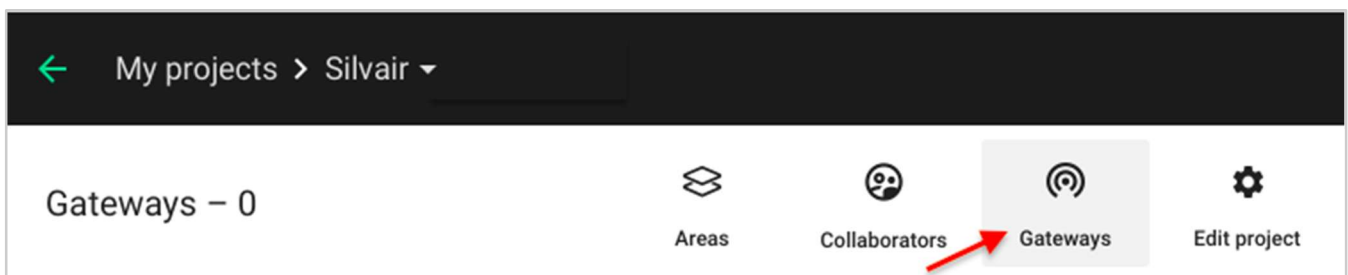 My projects > Silvair
Gateways – 0
Areas
Collaborators
Gateways
Edit project